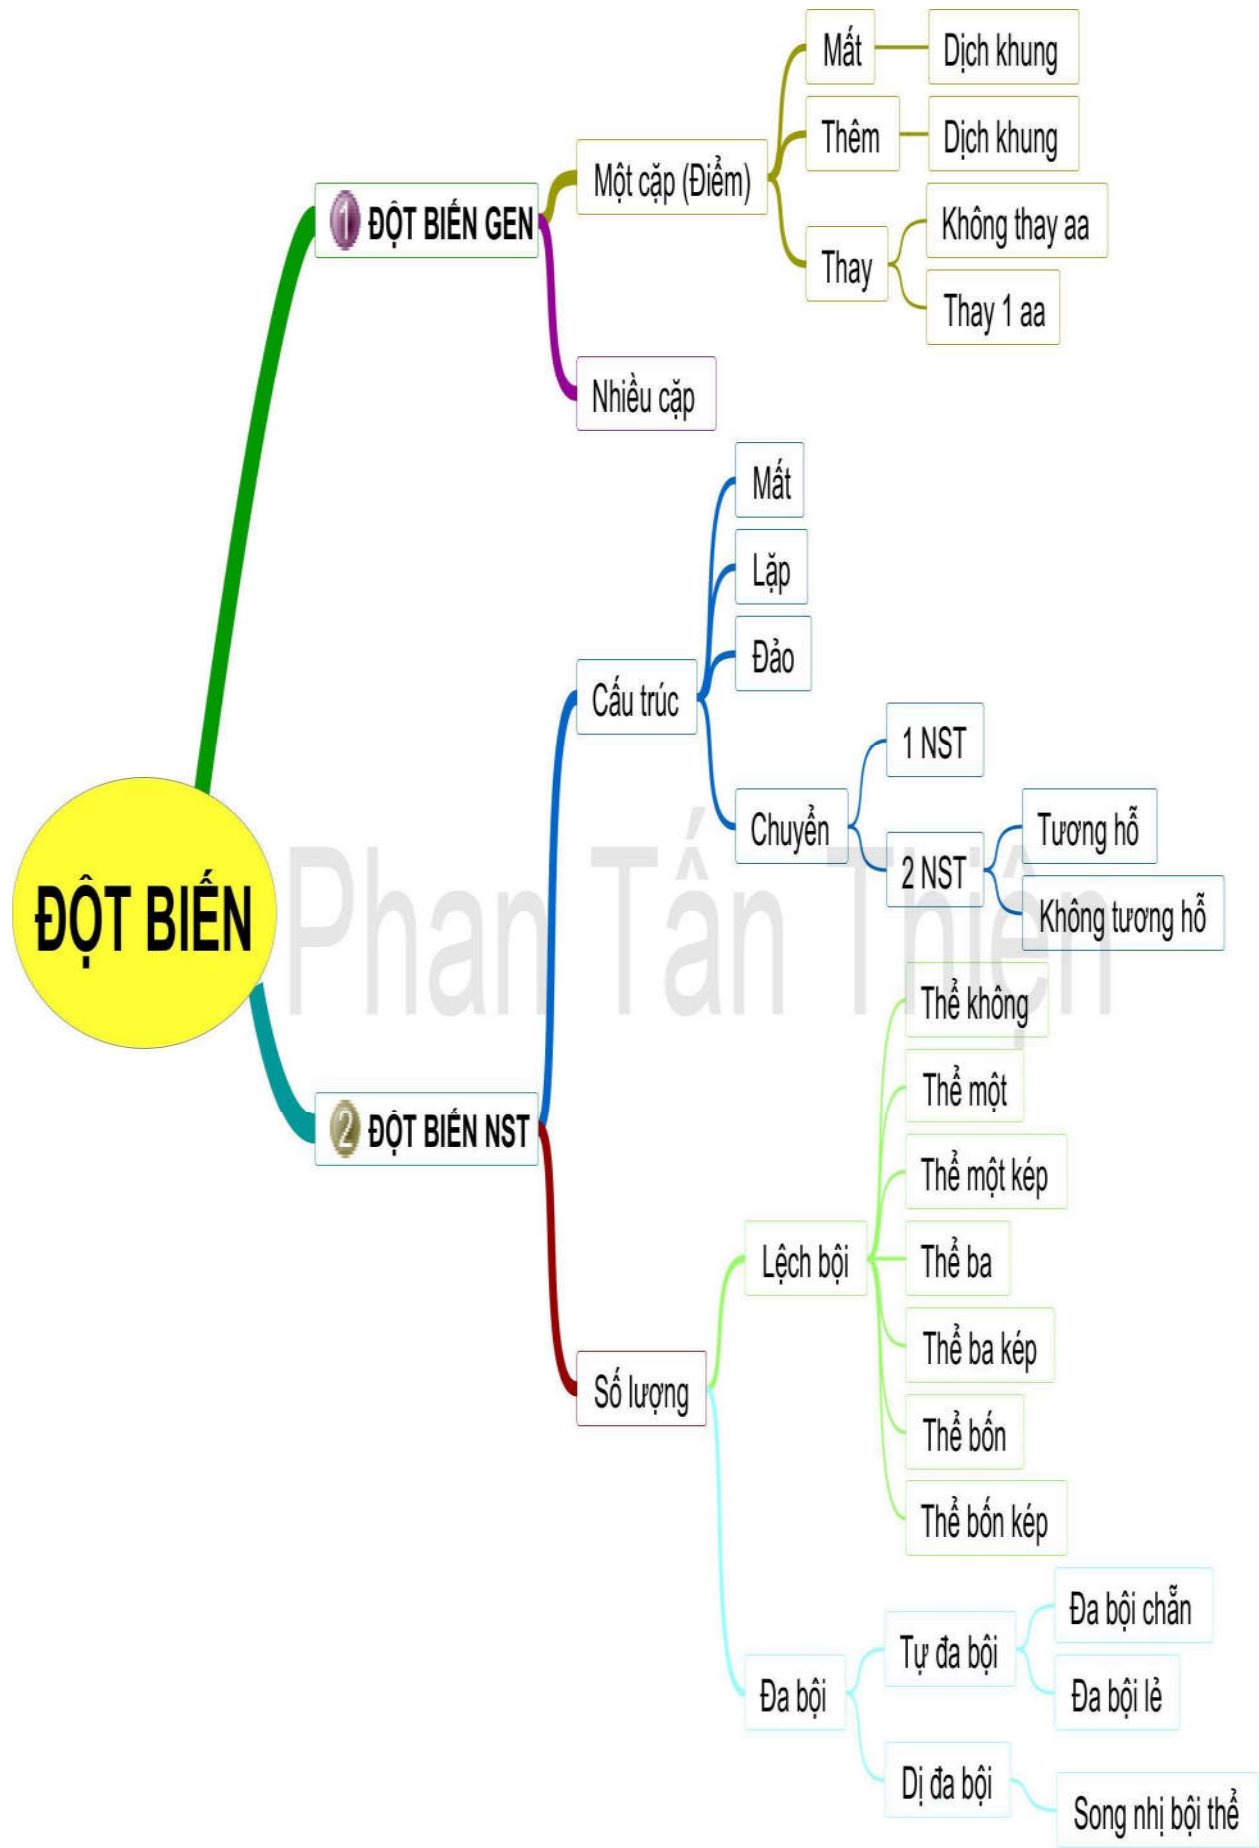 Mất
Dịch khung
Thêm
Dịch khung
Một cặp (Điểm)
Không thay aa
1 ĐỘT BIẾN GEN
Thay
Thay 1 aa
Nhiều cặp
Mất
Lặp
Đảo
Cấu trúc
1 NST
Chuyển
Tương hỗ
2 NST
Không tương hỗ
ĐỘT BIẾN
Phan Tấn Thiện
Thể không
Thể một
2 ĐỘT BIẾN NST
Thể một kép
Lệch bội
Thể ba
Thể ba kép
Số lượng
Thể bốn
Thể bốn kép
Đa bội chẵn
Tự đa bội
Đa bội lẻ
Đa bội
Dị đa bội
Song nhị bội thể